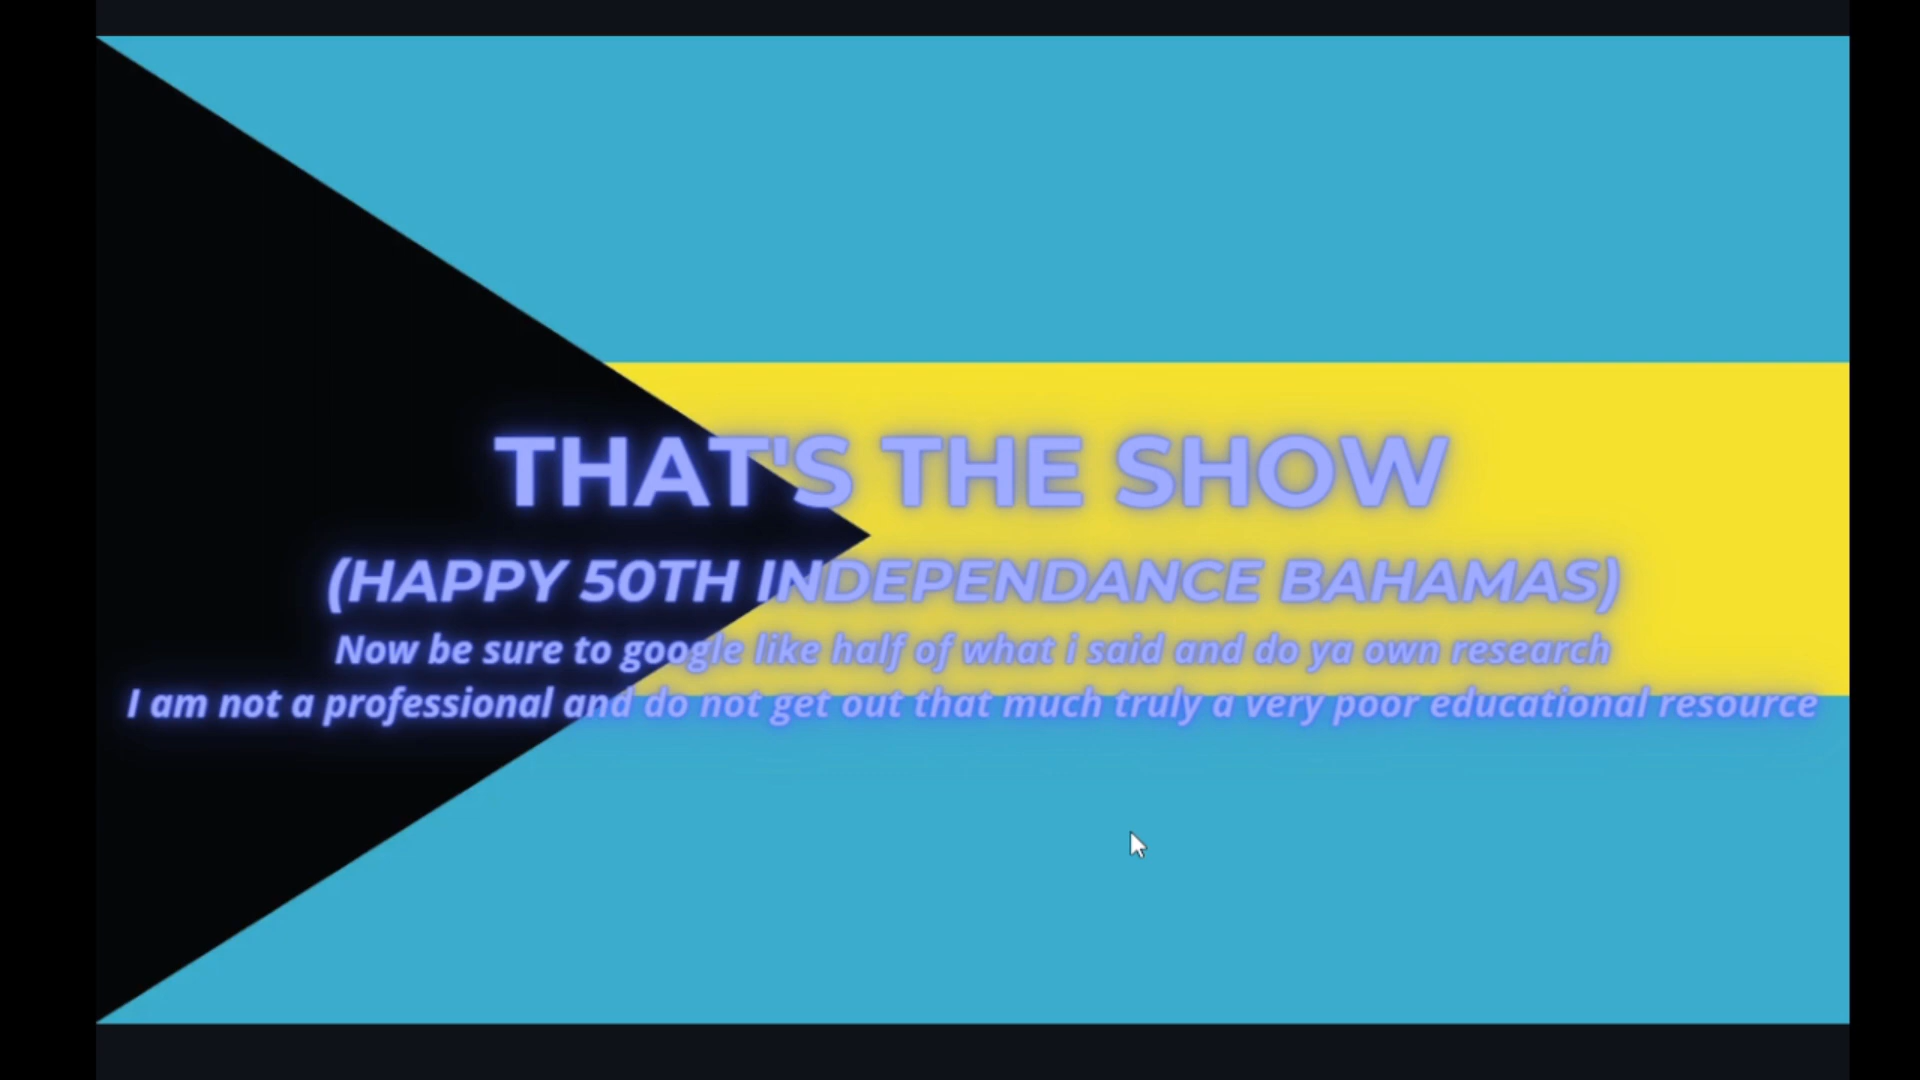 THAT'S THE SHOW
(HAPPY 50TH INDEPENDANCE BAHAMAS)
Now be sure to google like half of what i said and do ya own research
I am not a professional and do not get out that much truly a very poor educational resource